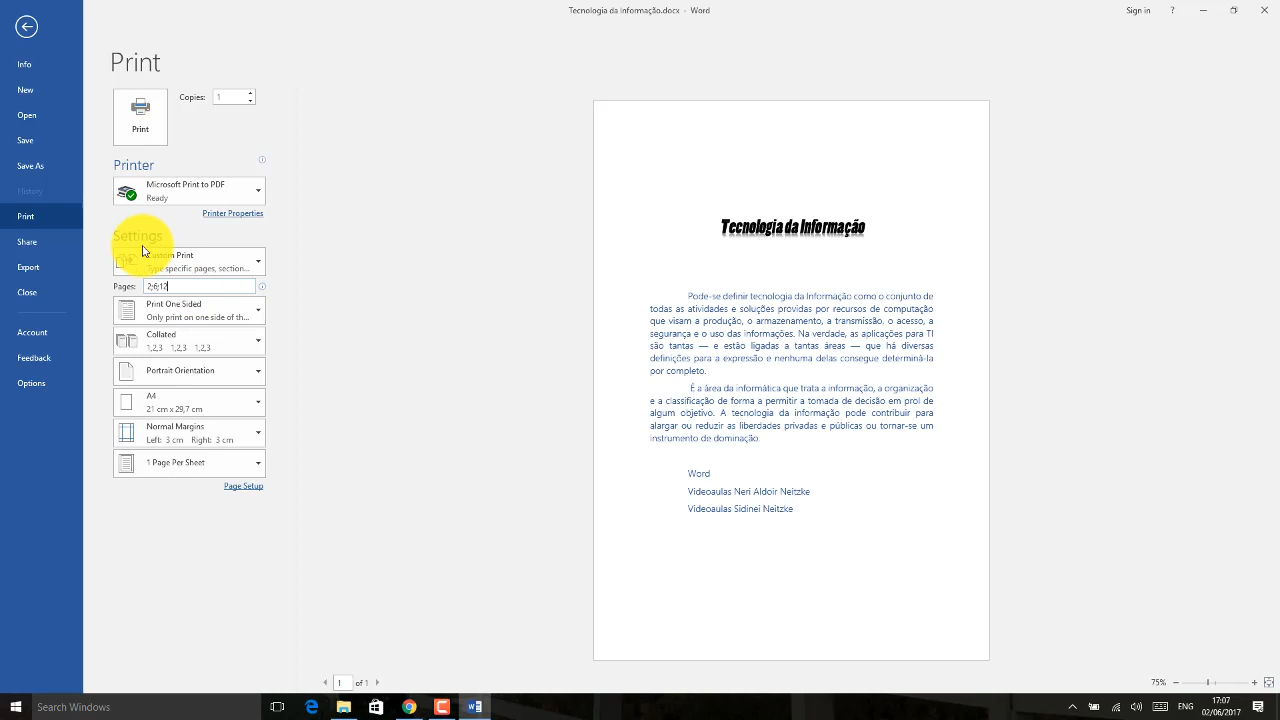 Tecnologia da Informação.docx - Word
Sign in
?
Info
New
Open
Save
Save As
History
Print
Share
Export
Close
Account
Feedback
Options
Print
Print
Copies: 1
Printer
Microsoft Print to PDF
Ready
Printer Properties
Settings
Custom Print
Type specific pages, section...
Pages: 2;6;12
Print One Sided
Only print on one side of th...
Collated
1,2,3 1,2,3 1,2,3
Portrait Orientation
A4
21 cm x 29,7 cm
Normal Margins
Left: 3 cm Right: 3 cm
1 Page Per Sheet
Page Setup
Tecnologia da Informação
Pode-se definir tecnologia da Informação como o conjunto de
todas as atividades e soluções providas por recursos de computação
que visam a produção, o armazenamento, a transmissão, o acesso, a
segurança e o uso das informações. Na verdade, as aplicações para TI
são tantas — e estão ligadas a tantas áreas — que há diversas
definições para a expressão e nenhuma delas consegue determiná-la
por completo.
É a área da informática que trata a informação, a organização
e a classificação de forma a permitir a tomada de decisão em prol de
algum objetivo. A tecnologia da informação pode contribuir para
alargar ou reduzir as liberdades privadas e públicas ou tornar-se um
instrumento de dominação.
Word
Videoaulas Neri Aldoir Neitzke
Videoaulas Sidinei Neitzke
1 of 1
75%
Search Windows
17:07
02/06/2017